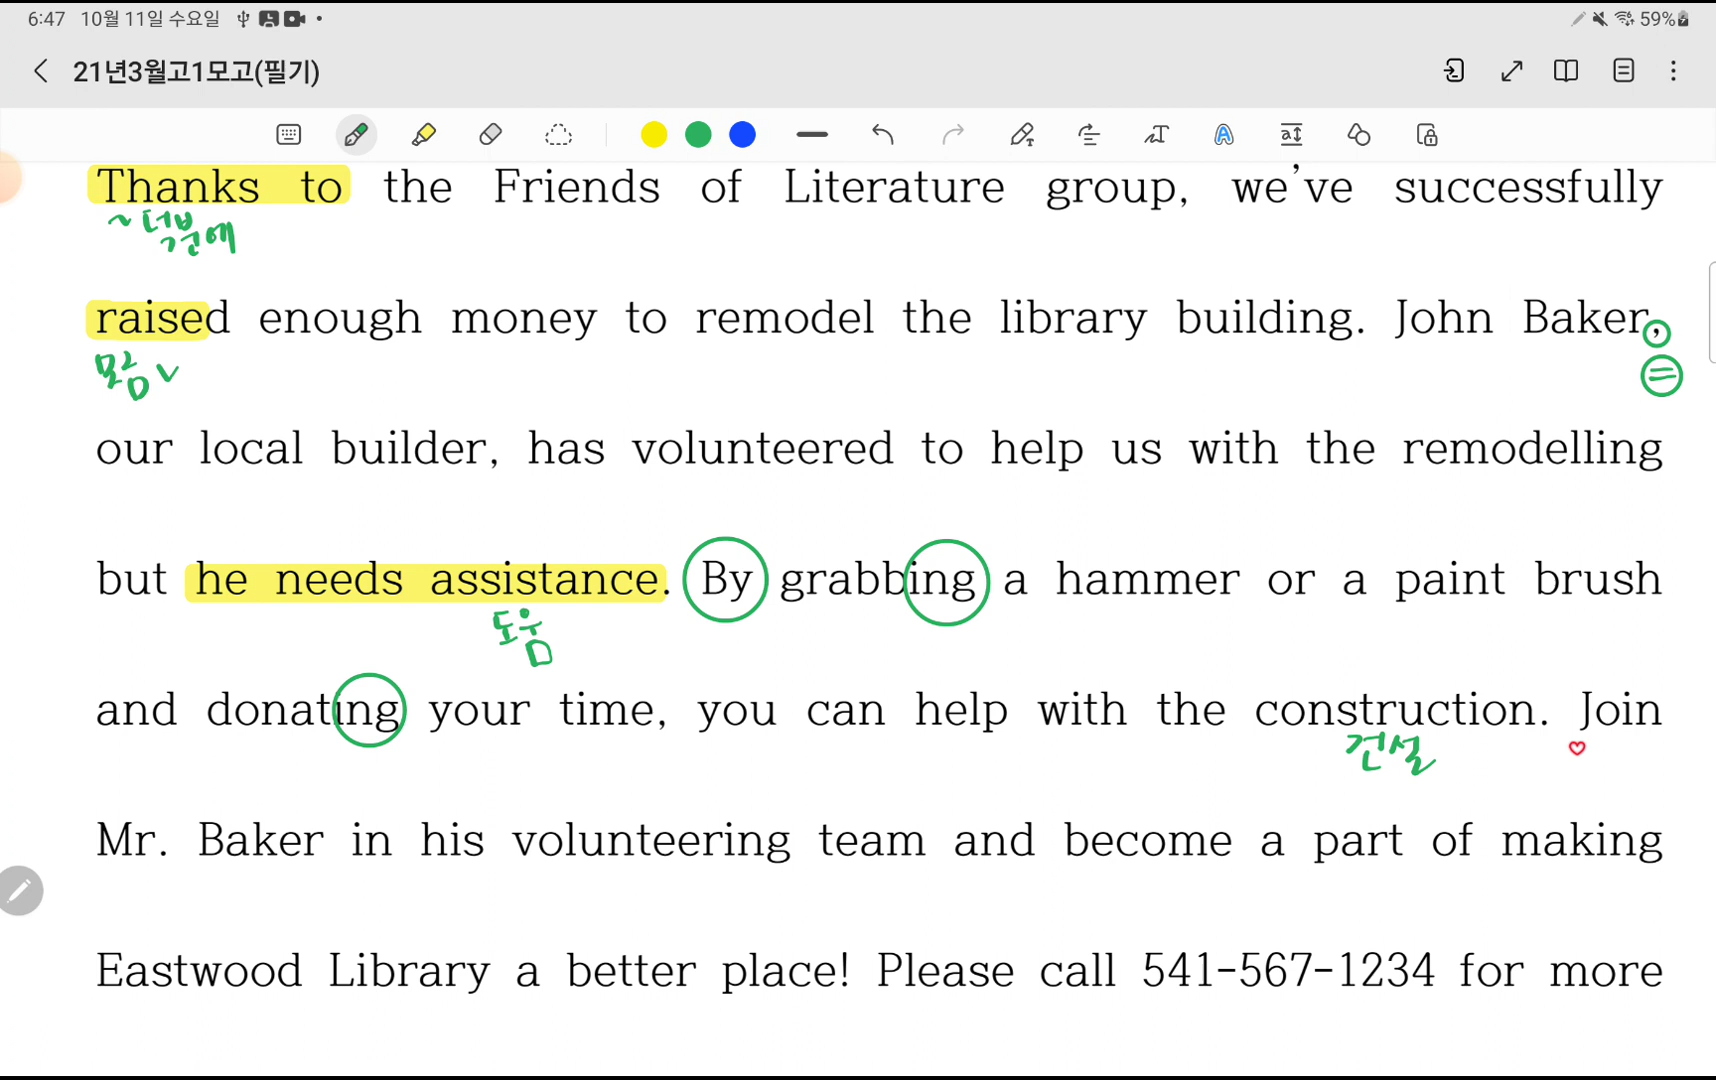 6:47 10월 11일 수요일 59%
21년3월고1모고(필기)
Thanks to the Friends of Literature group, we've successfully
~덕분에
raised enough money to remodel the library building. John Baker,
모음 =
our local builder, has volunteered to help us with the remodelling
but he needs assistance. By grabbing a hammer or a paint brush
도움
and donating your time, you can help with the construction. Join
건설
Mr. Baker in his volunteering team and become a part of making
Eastwood Library a better place! Please call 541-567-1234 for more